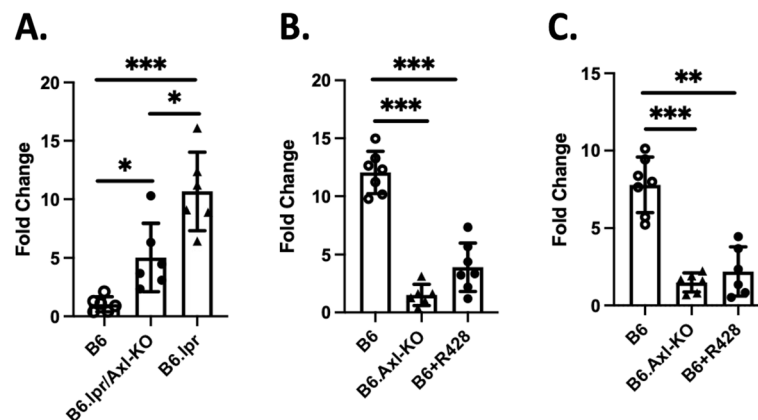 A.
B.
C.
Fold Change
20
15
10
5
0
***
*
*
B6
B6.lpr/Axl-KO
B6.lpr
Fold Change
20
15
10
5
0
***
***
B6
B6.Axl-KO
B6+R428
Fold Change
15
10
5
0
**
***
B6
B6.Axl-KO
B6+R428